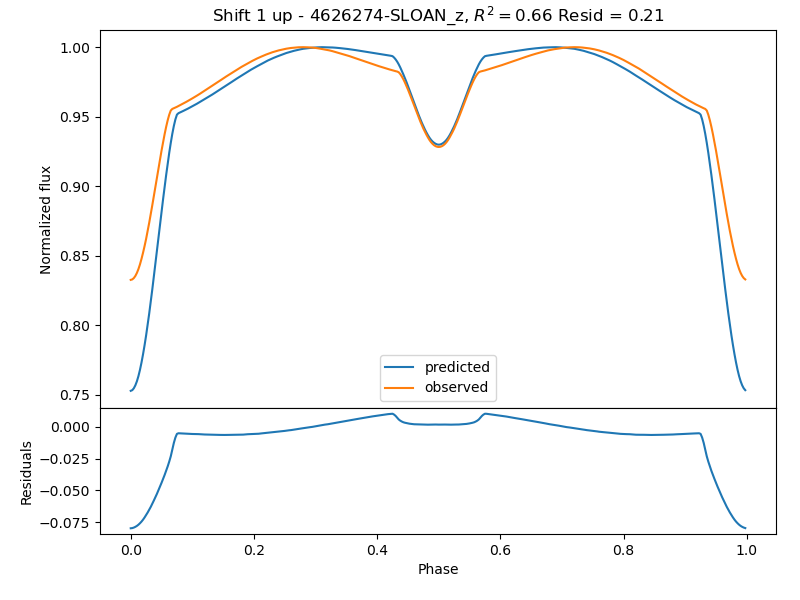 Shift 1 up - 4626274-SLOAN_z, R² = 0.66 Resid = 0.21
Normalized flux
1.00
0.95
0.90
0.85
0.80
0.75
predicted
observed
Residuals
0.000
−0.025
−0.050
−0.075
0.0 0.2 0.4 0.6 0.8 1.0
Phase